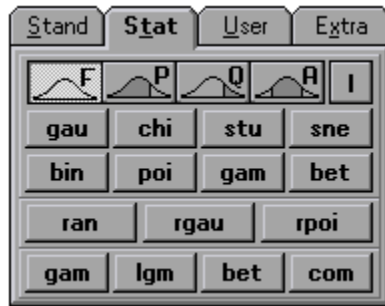 Stand Stat User Extra
F P Q A I
gau chi stu sne
bin poi gam bet
ran rgau rpoi
gam lgm bet com